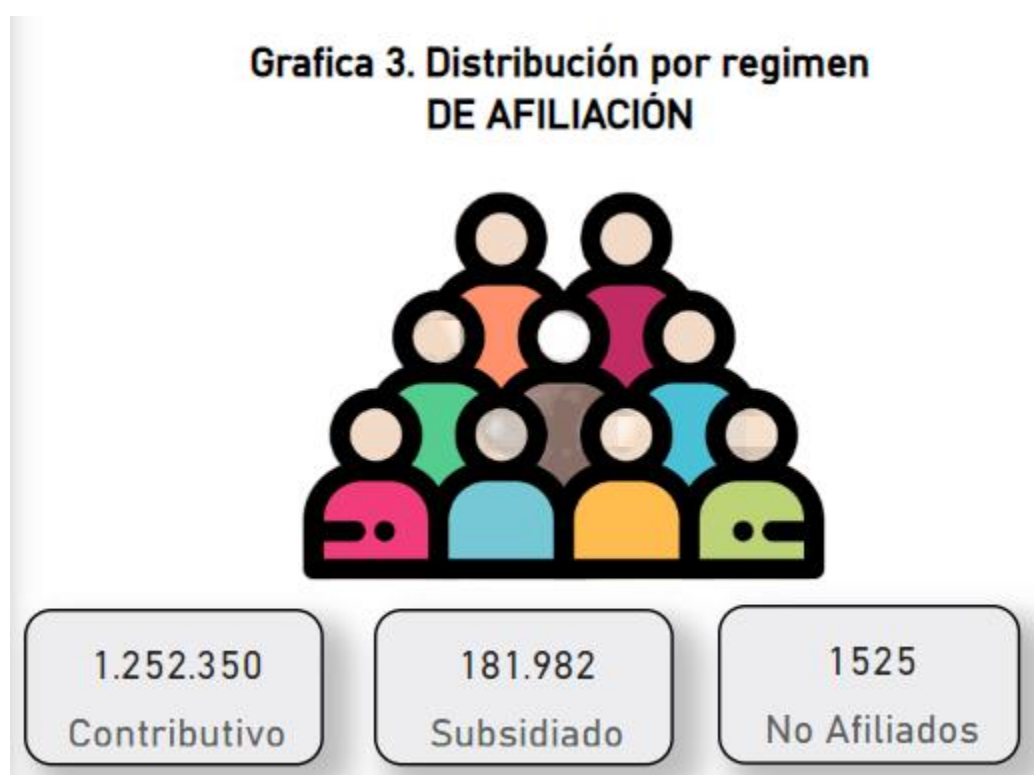 Grafica 3. Distribución por regimen
DE AFILIACIÓN
1.252.350
Contributivo
181.982
Subsidiado
1525
No Afiliados